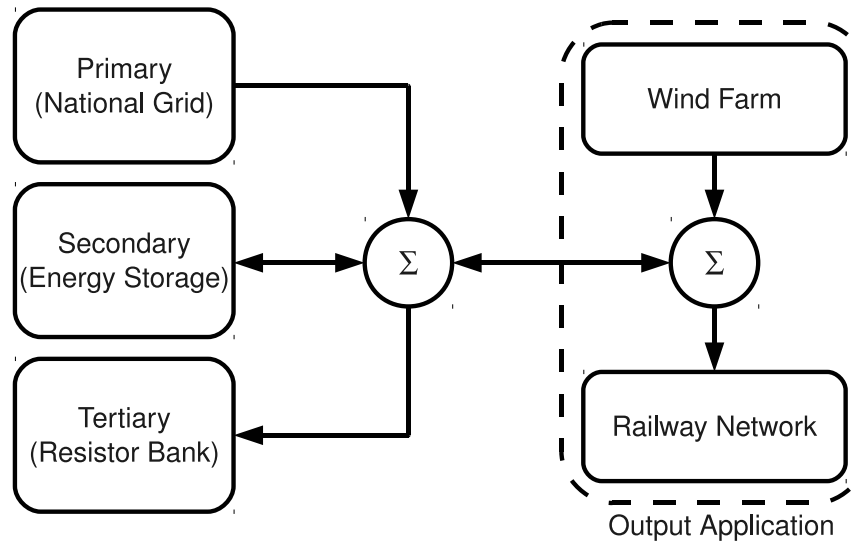 Primary
(National Grid)
Wind Farm
Secondary
(Energy Storage)
Σ
Σ
Tertiary
(Resistor Bank)
Railway Network
Output Application